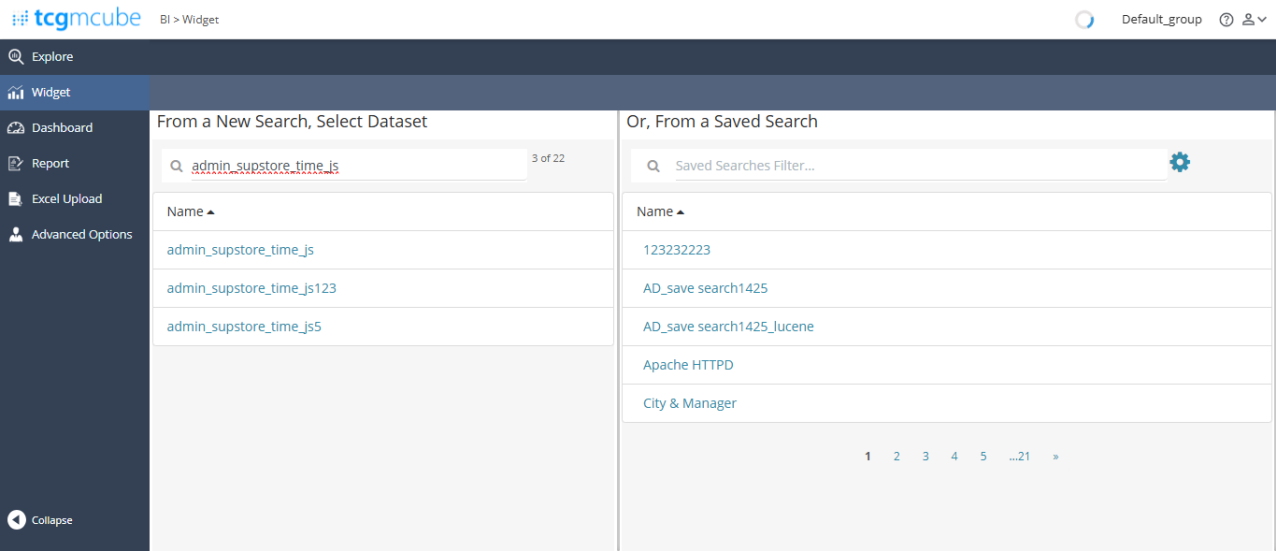 tcgmcube
BI > Widget
Default_group
Explore
Widget
Dashboard
Report
Excel Upload
Advanced Options
Collapse
From a New Search, Select Dataset
admin_supstore_time_js
3 of 22
Name
admin_supstore_time_js
admin_supstore_time_js123
admin_supstore_time_js5
Or, From a Saved Search
Saved Searches Filter...
Name
123232223
AD_save search1425
AD_save search1425_lucene
Apache HTTPD
City & Manager
1 2 3 4 5 ...21 »